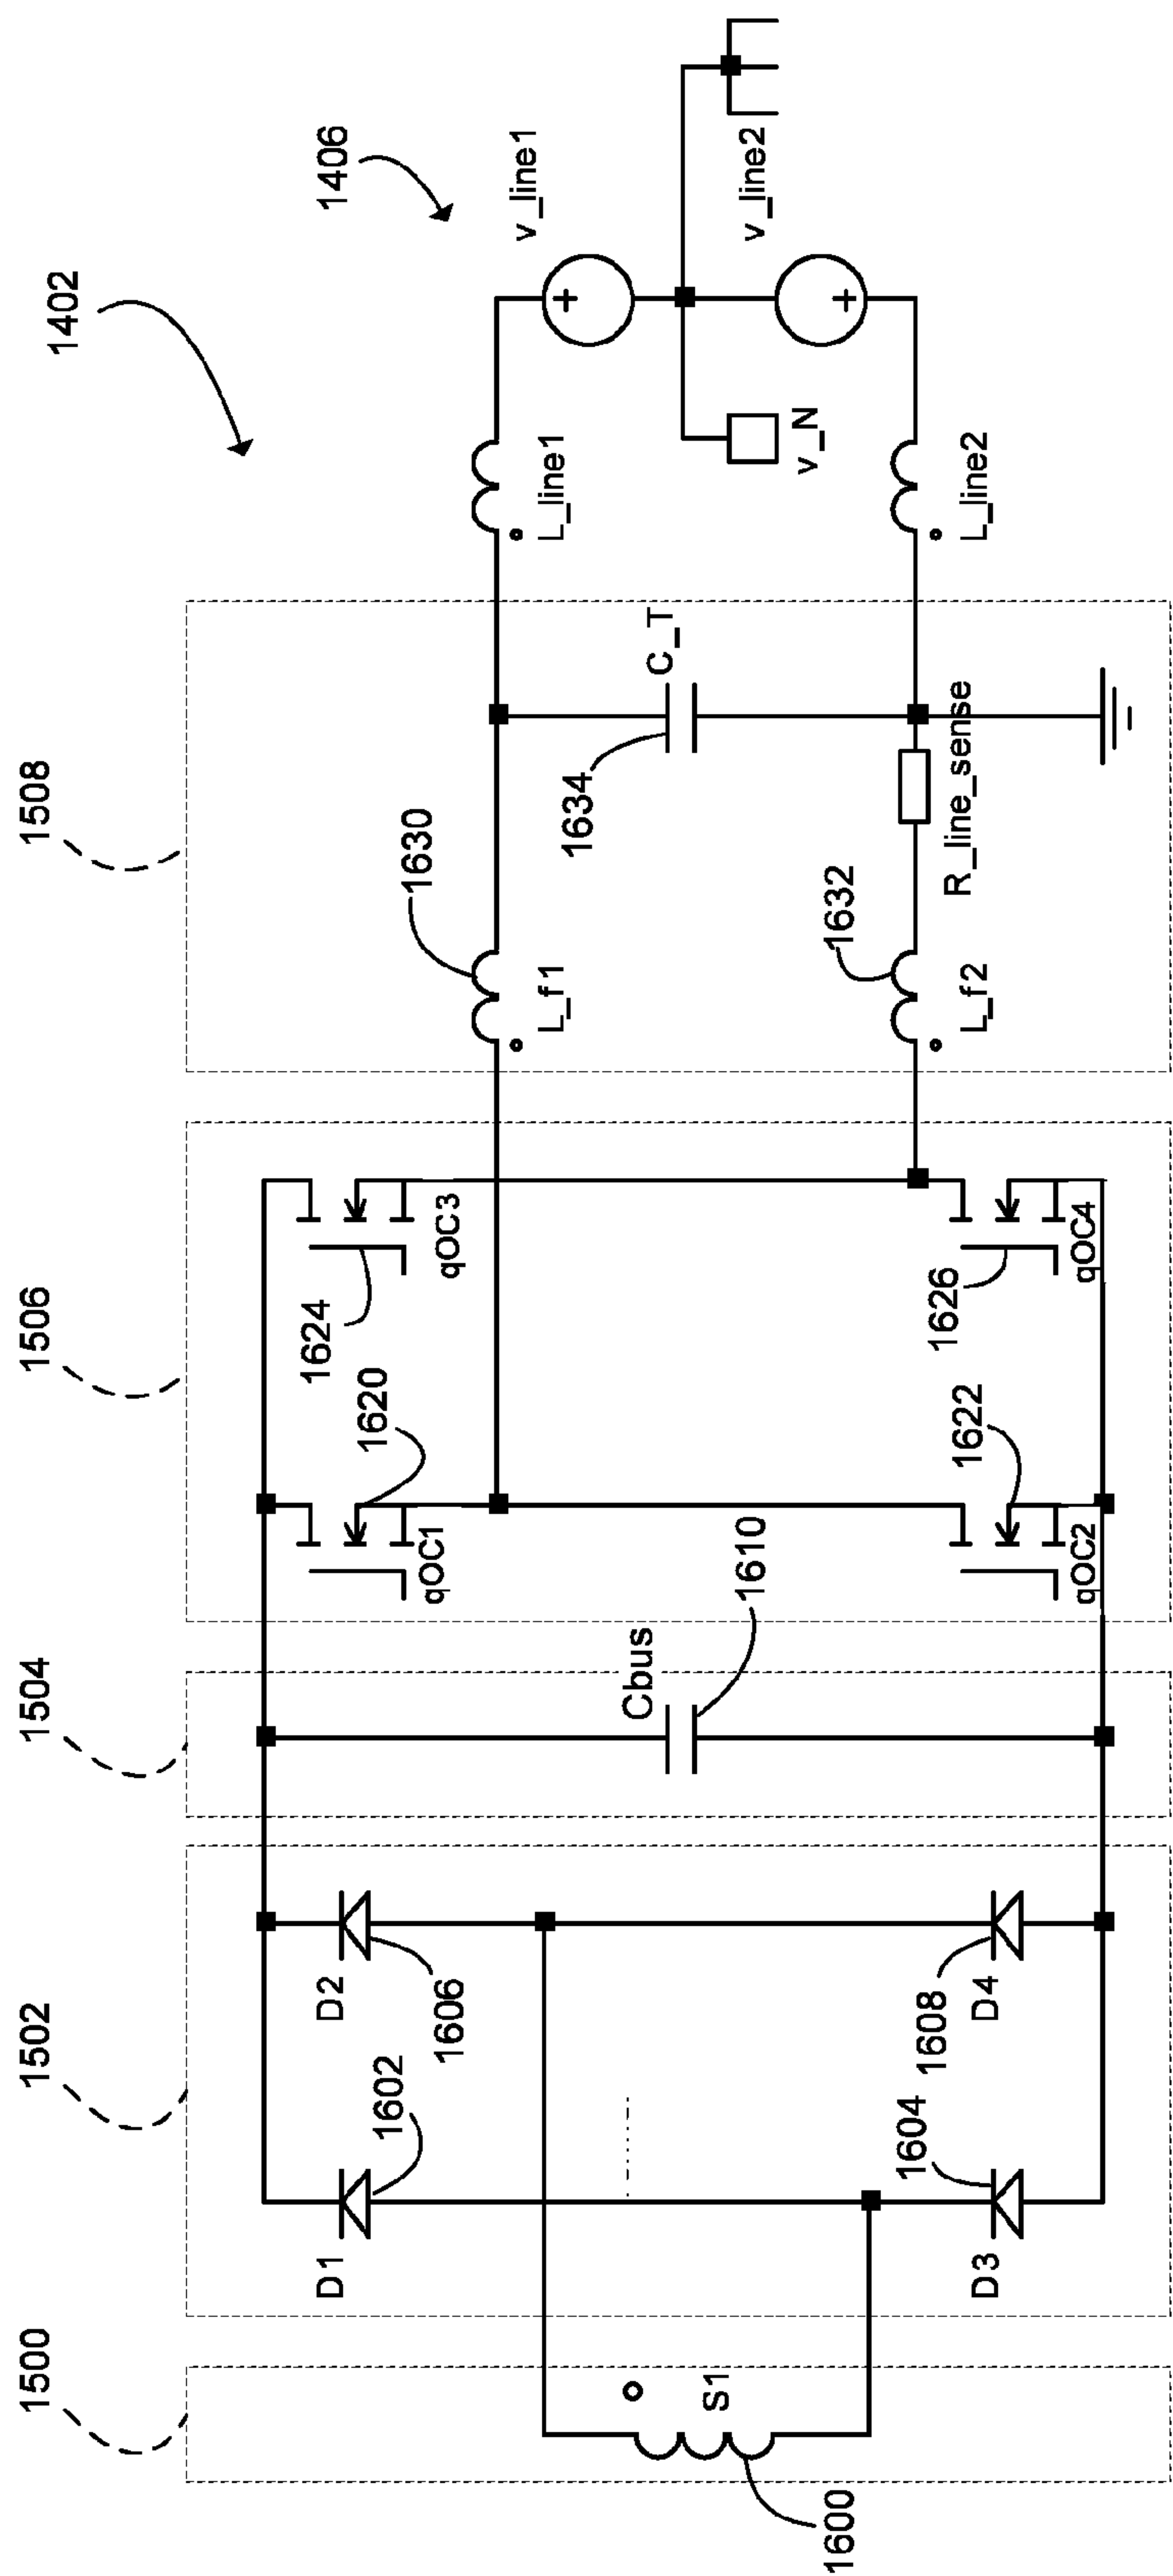 1402
1406
1500
1502
1504
1506
1508
v_line1
v_line2
v_N
L_line1
L_line2
C_T
1634
R_line_sense
1630
L_f1
1632
L_f2
qOC3
1624
qOC4
1626
qOC1
1620
qOC2
1622
Cbus
1610
D2
1606
D4
1608
D1
1602
D3
1604
S1
1600